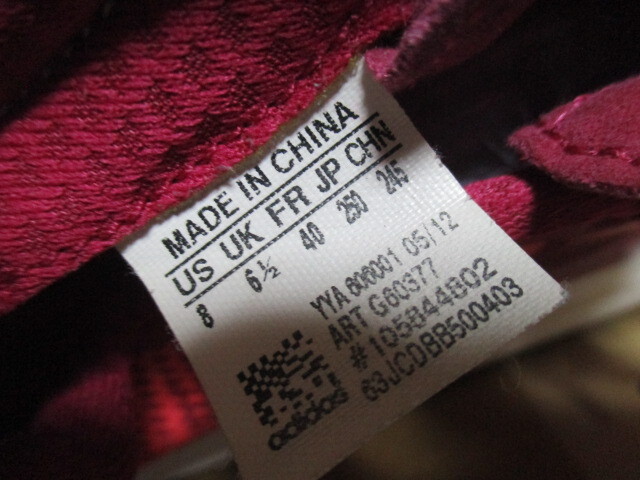 MADE IN CHINA
US UK FR JP CHN
8 6½ 40 250 245
YYA 606001 05/12
ART G60377
#105844802
63JCDBB500403
adidas